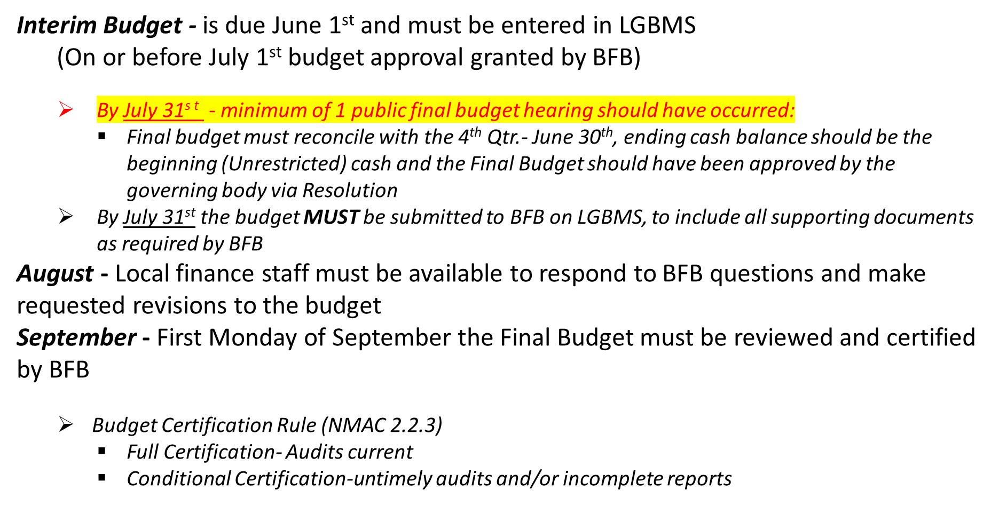 Interim Budget - is due June 1st and must be entered in LGBMS
(On or before July 1st budget approval granted by BFB)
➢ By July 31s t - minimum of 1 public final budget hearing should have occurred:
▪ Final budget must reconcile with the 4th Qtr.- June 30th, ending cash balance should be the
beginning (Unrestricted) cash and the Final Budget should have been approved by the
governing body via Resolution
➢ By July 31st the budget MUST be submitted to BFB on LGBMS, to include all supporting documents
as required by BFB
August - Local finance staff must be available to respond to BFB questions and make
requested revisions to the budget
September - First Monday of September the Final Budget must be reviewed and certified
by BFB
➢ Budget Certification Rule (NMAC 2.2.3)
▪ Full Certification- Audits current
▪ Conditional Certification-untimely audits and/or incomplete reports